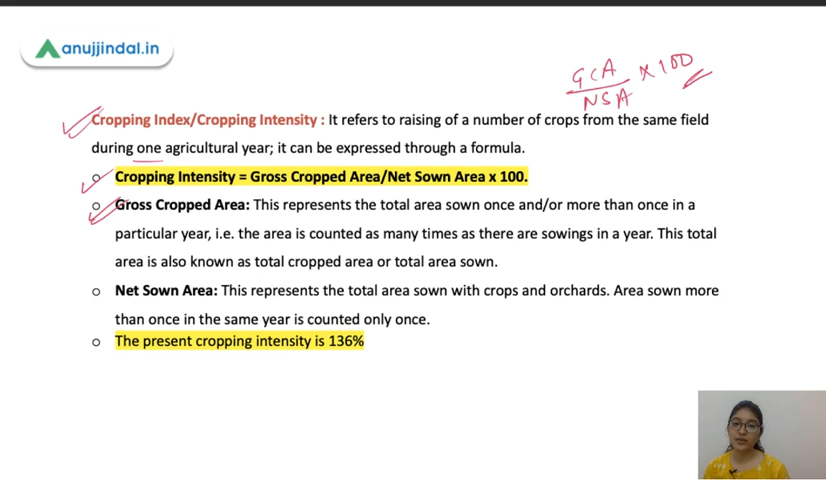 anujjindal.in
GCA
NSA × 100
Cropping Index/Cropping Intensity : It refers to raising of a number of crops from the same field
during one agricultural year; it can be expressed through a formula.
o Cropping Intensity = Gross Cropped Area/Net Sown Area x 100.
o Gross Cropped Area: This represents the total area sown once and/or more than once in a
particular year, i.e. the area is counted as many times as there are sowings in a year. This total
area is also known as total cropped area or total area sown.
o Net Sown Area: This represents the total area sown with crops and orchards. Area sown more
than once in the same year is counted only once.
o The present cropping intensity is 136%